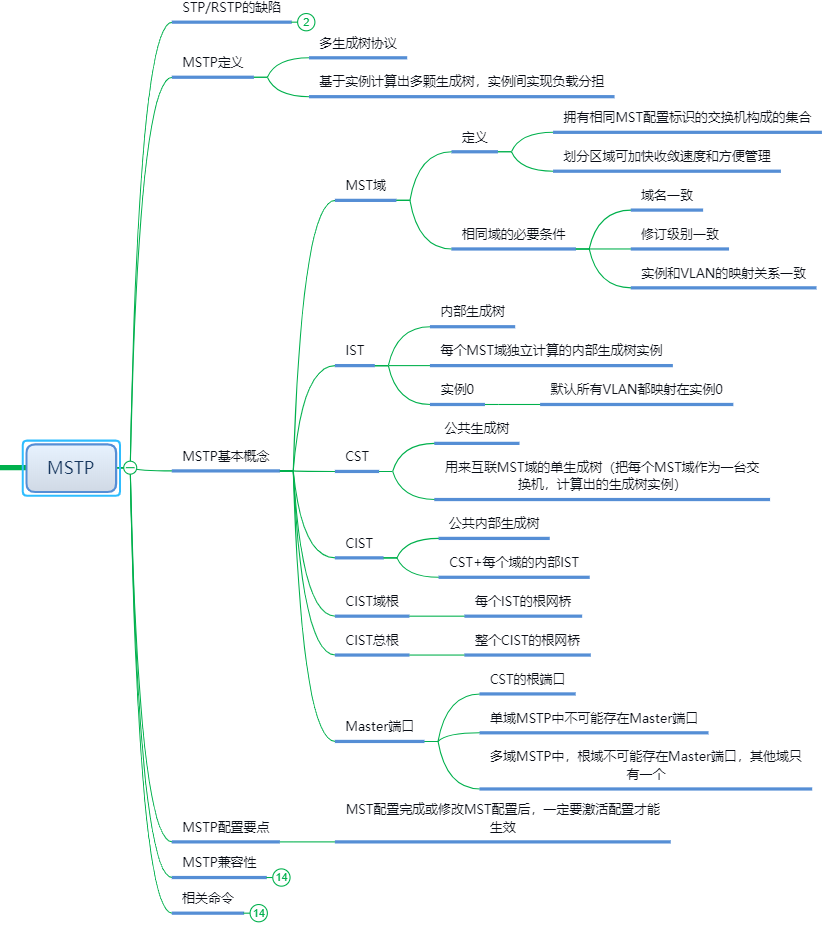 MSTP
STP/RSTP的缺陷
2
MSTP定义
多生成树协议
基于实例计算出多颗生成树，实例间实现负载分担
MSTP基本概念
MST域
定义
拥有相同MST配置标识的交换机构成的集合
划分区域可加快收敛速度和方便管理
相同域的必要条件
域名一致
修订级别一致
实例和VLAN的映射关系一致
IST
内部生成树
每个MST域独立计算的内部生成树实例
实例0
默认所有VLAN都映射在实例0
CST
公共生成树
用来互联MST域的单生成树（把每个MST域作为一台交
换机，计算出的生成树实例）
CIST
公共内部生成树
CST+每个域的内部IST
CIST域根
每个IST的根网桥
CIST总根
整个CIST的根网桥
Master端口
CST的根端口
单域MSTP中不可能存在Master端口
多域MSTP中，根域不可能存在Master端口，其他域只
有一个
MSTP配置要点
MST配置完成或修改MST配置后，一定要激活配置才能
生效
MSTP兼容性
14
相关命令
14